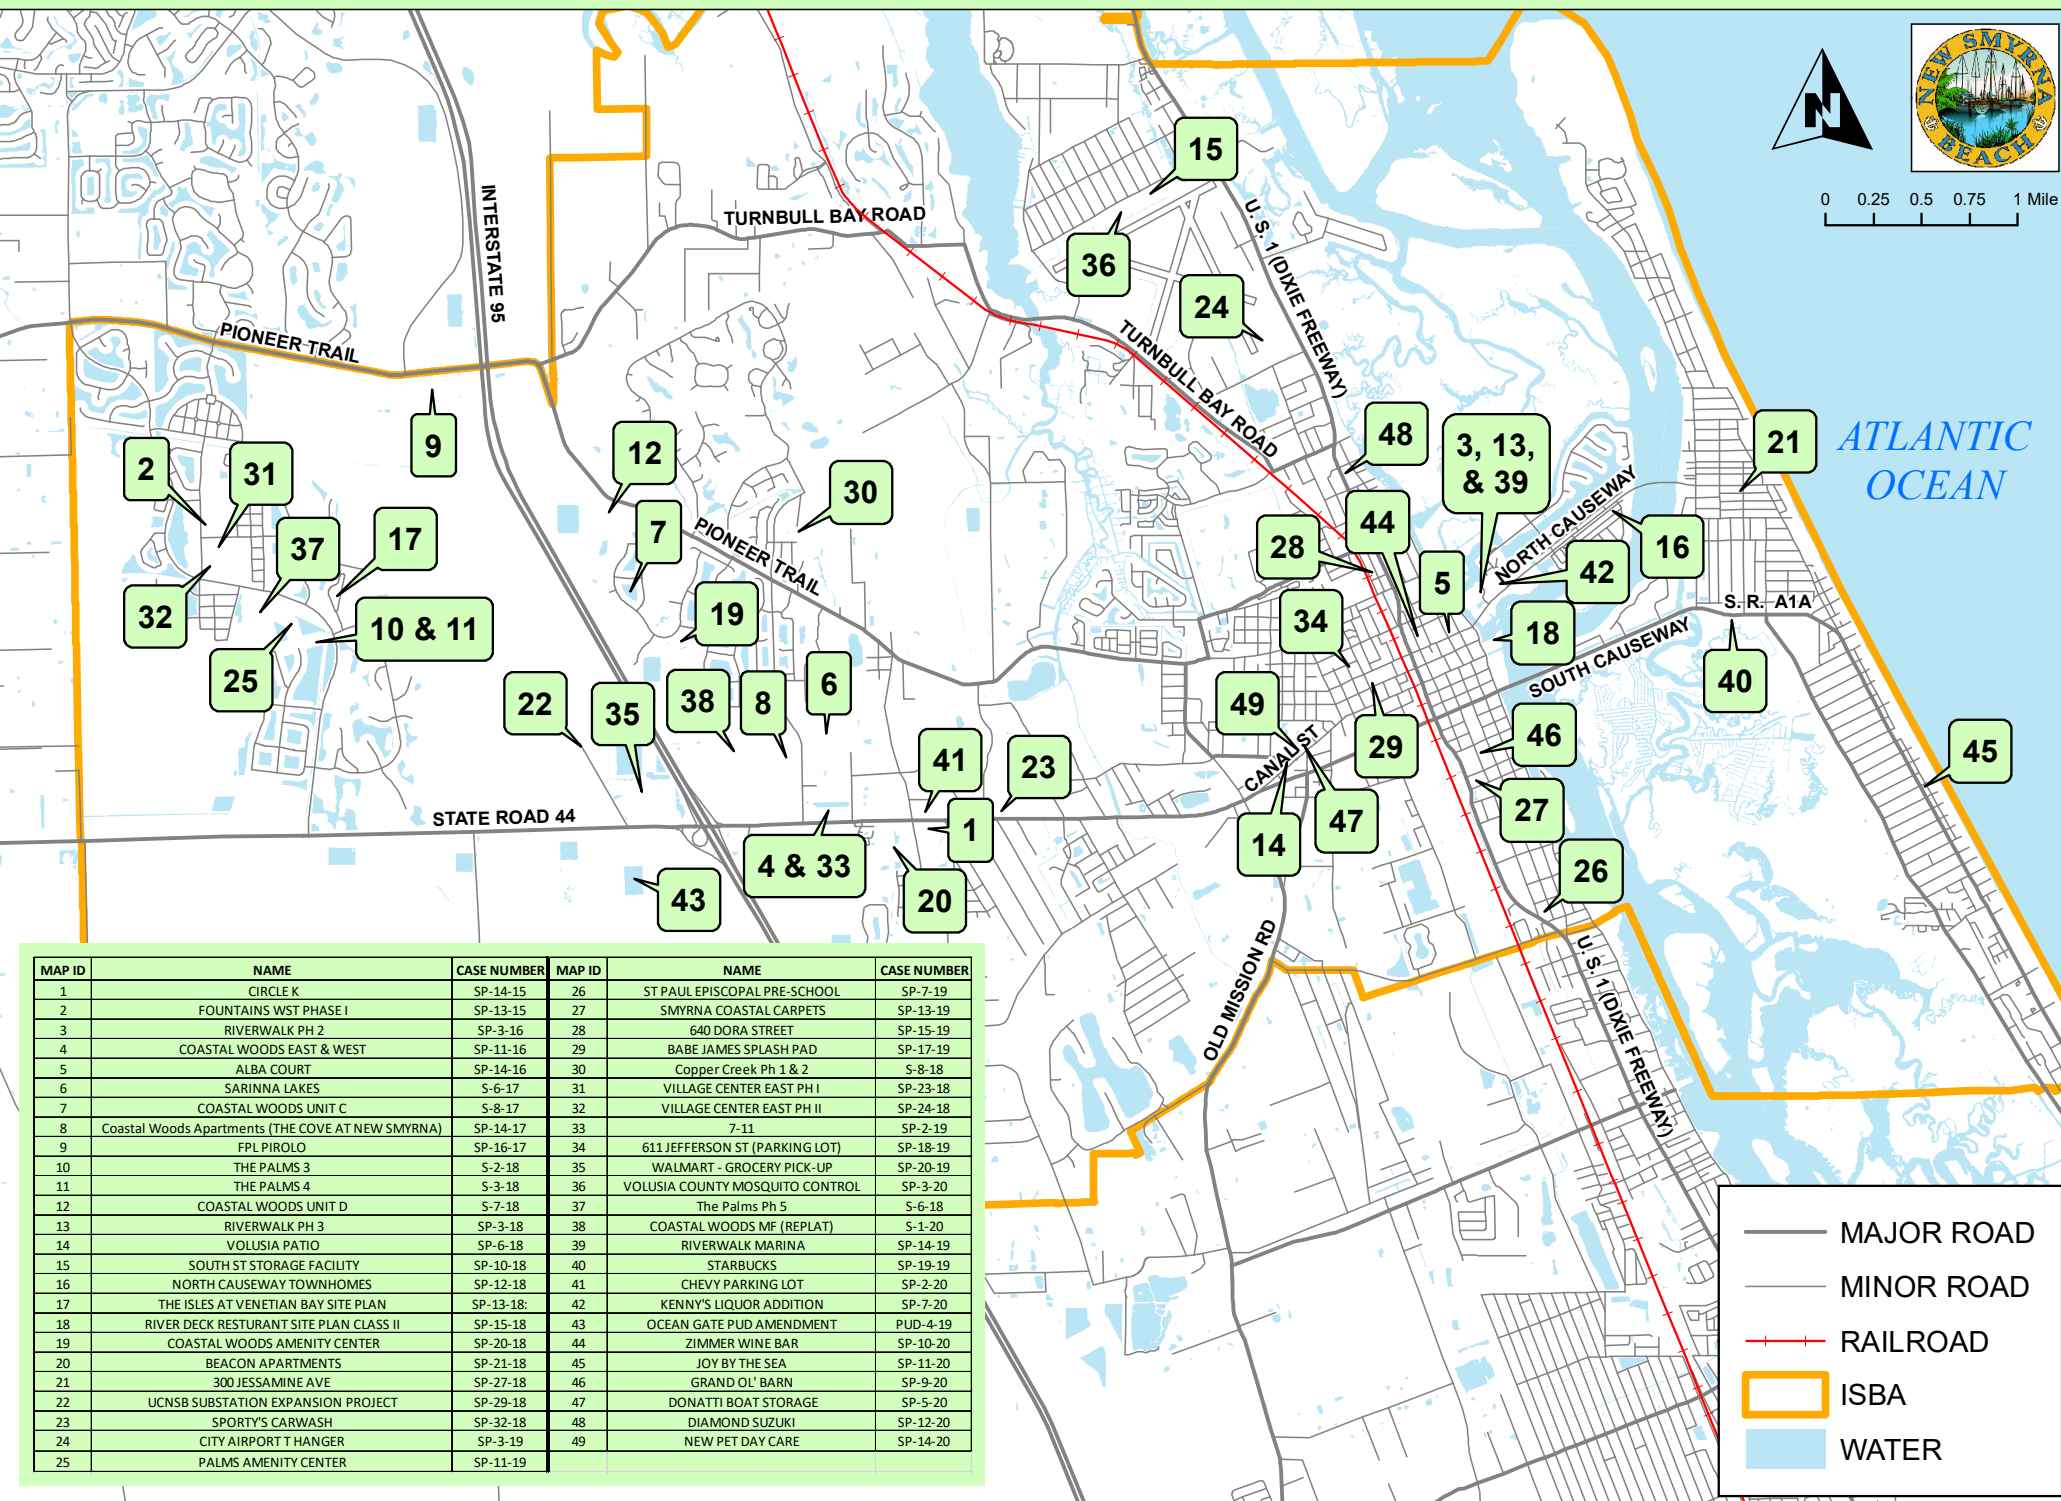 NEW SMYRNA
BEACH
N
0 0.25 0.5 0.75 1 Mile
INTERSTATE 95
TURNBULL BAY ROAD
15
U. S. 1 (DIXIE FREEWAY)
36
24
PIONEER TRAIL
TURNBULL BAY ROAD
ATLANTIC
OCEAN
9
12
2
31
30
48
3, 13,
& 39
21
37
17
7
PIONEER TRAIL
28
44
NORTH CAUSEWAY
16
5
42
32
10 & 11
19
34
18
S. R. A1A
SOUTH CAUSEWAY
25
22
35
38
8
6
49
40
CANAL ST
29
46
45
41
23
STATE ROAD 44
1
14
47
27
4 & 33
43
20
26
OLD MISSION RD
U. S. 1 (DIXIE FREEWAY)
MAP ID NAME CASE NUMBER MAP ID NAME CASE NUMBER
1 CIRCLE K SP-14-15 26 ST PAUL EPISCOPAL PRE-SCHOOL SP-7-19
2 FOUNTAINS WST PHASE I SP-13-15 27 SMYRNA COASTAL CARPETS SP-13-19
3 RIVERWALK PH 2 SP-3-16 28 640 DORA STREET SP-15-19
4 COASTAL WOODS EAST & WEST SP-11-16 29 BABE JAMES SPLASH PAD SP-17-19
5 ALBA COURT SP-14-16 30 Copper Creek Ph 1 & 2 S-8-18
6 SARINNA LAKES S-6-17 31 VILLAGE CENTER EAST PH I SP-23-18
7 COASTAL WOODS UNIT C S-8-17 32 VILLAGE CENTER EAST PH II SP-24-18
8 Coastal Woods Apartments (THE COVE AT NEW SMYRNA) SP-14-17 33 7-11 SP-2-19
9 FPL PIROLO SP-16-17 34 611 JEFFERSON ST (PARKING LOT) SP-18-19
10 THE PALMS 3 S-2-18 35 WALMART - GROCERY PICK-UP SP-20-19
11 THE PALMS 4 S-3-18 36 VOLUSIA COUNTY MOSQUITO CONTROL SP-3-20
12 COASTAL WOODS UNIT D S-7-18 37 The Palms Ph 5 S-6-18
13 RIVERWALK PH 3 SP-3-18 38 COASTAL WOODS MF (REPLAT) S-1-20
14 VOLUSIA PATIO SP-6-18 39 RIVERWALK MARINA SP-14-19
15 SOUTH ST STORAGE FACILITY SP-10-18 40 STARBUCKS SP-19-19
16 NORTH CAUSEWAY TOWNHOMES SP-12-18 41 CHEVY PARKING LOT SP-2-20
17 THE ISLES AT VENETIAN BAY SITE PLAN SP-13-18: 42 KENNY'S LIQUOR ADDITION SP-7-20
18 RIVER DECK RESTURANT SITE PLAN CLASS II SP-15-18 43 OCEAN GATE PUD AMENDMENT PUD-4-19
19 COASTAL WOODS AMENITY CENTER SP-20-18 44 ZIMMER WINE BAR SP-10-20
20 BEACON APARTMENTS SP-21-18 45 JOY BY THE SEA SP-11-20
21 300 JESSAMINE AVE SP-27-18 46 GRAND OL' BARN SP-9-20
22 UCNSB SUBSTATION EXPANSION PROJECT SP-29-18 47 DONATTI BOAT STORAGE SP-5-20
23 SPORTY'S CARWASH SP-32-18 48 DIAMOND SUZUKI SP-12-20
24 CITY AIRPORT T HANGER SP-3-19 49 NEW PET DAY CARE SP-14-20
25 PALMS AMENITY CENTER SP-11-19
MAJOR ROAD
MINOR ROAD
RAILROAD
ISBA
WATER